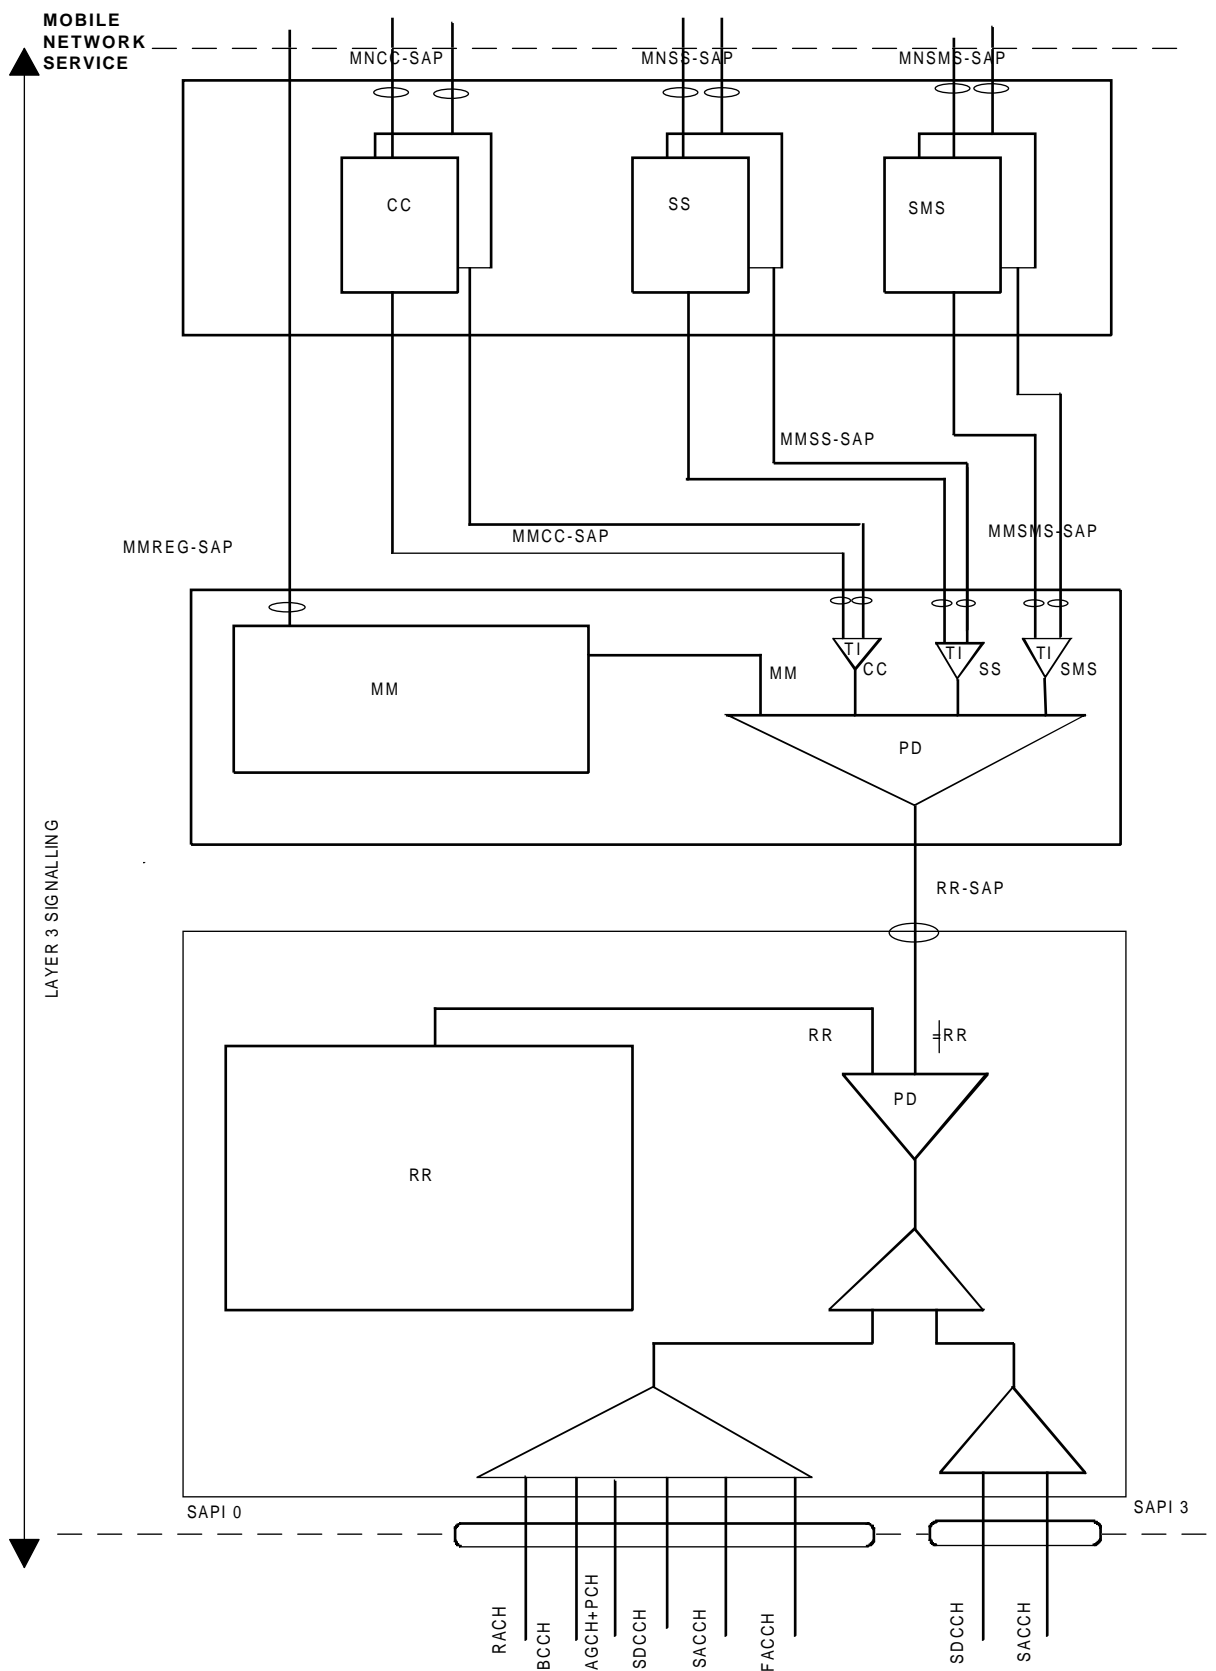 MOBILE
NETWORK
SERVICE
MNCC-SAP
MNSS-SAP
MNSMS-SAP
CC
SS
SMS
MMSS-SAP
MMCC-SAP
MMSMS-SAP
MMREG-SAP
TI
TI
TI
CC
SS
SMS
MM
MM
PD
LAYER 3 SIGNALLING
RR-SAP
RR
≠RR
PD
RR
SAPI 0
SAPI 3
RACH
BCCH
AGCH+PCH
SDCCH
SACCH
FACCH
SDCCH
SACCH